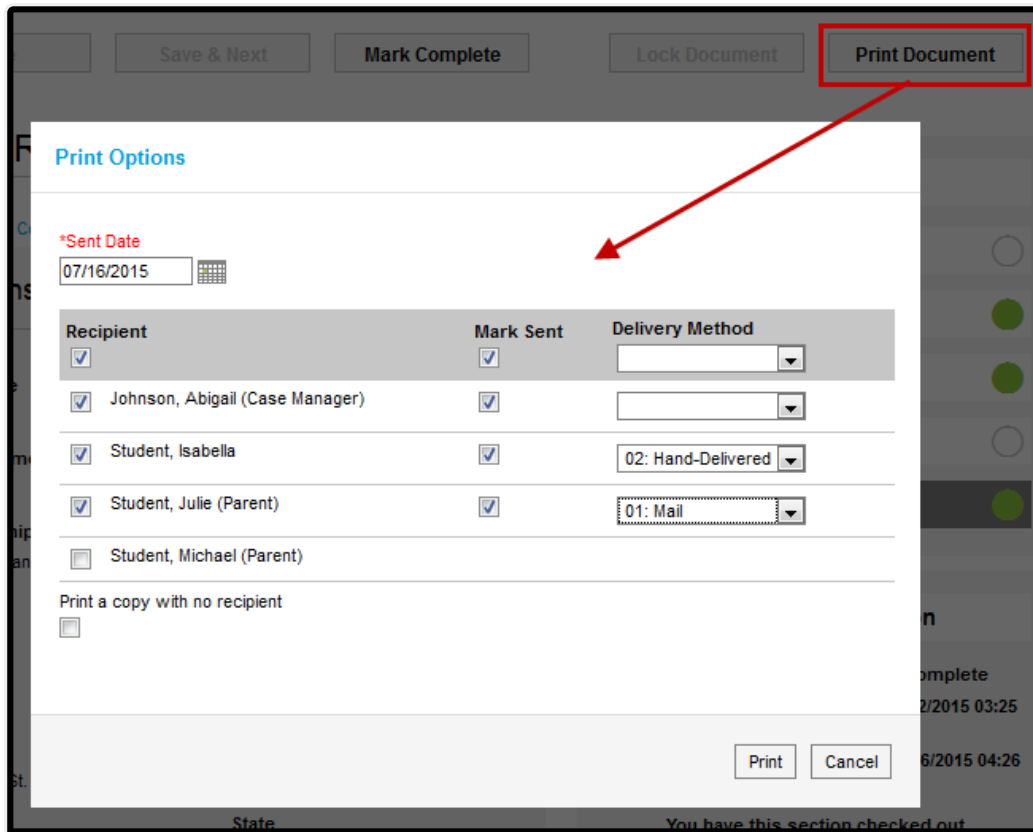 Save & Next
Mark Complete
Lock Document
Print Document
Print Options
*Sent Date
07/16/2015
Recipient
Mark Sent
Delivery Method
Johnson, Abigail (Case Manager)
Student, Isabella
02: Hand-Delivered
Student, Julie (Parent)
01: Mail
Student, Michael (Parent)
Print a copy with no recipient
Print
Cancel
2/2015 03:25
6/2015 04:26
St.
State
You have this section checked out